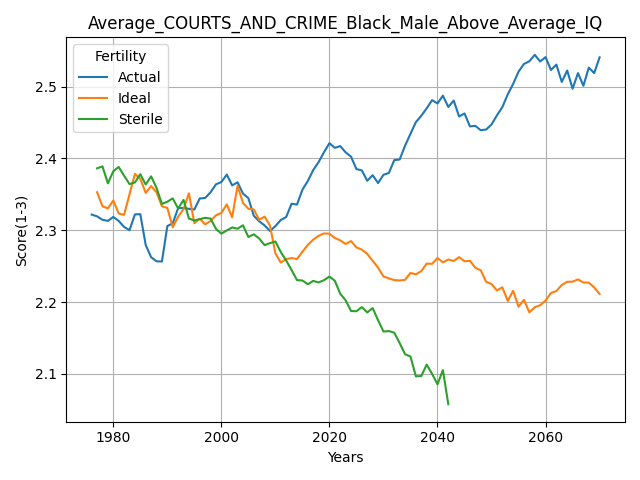 Average_COURTS_AND_CRIME_Black_Male_Above_Average_IQ
Fertility
Actual
Ideal
Sterile
Score(1-3)
2.5
2.4
2.3
2.2
2.1
1980 2000 2020 2040 2060
Years